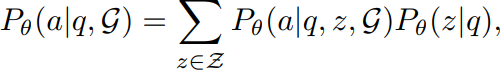 P_θ(a|q, 𝒢) = ∑_{z∈𝒵} P_θ(a|q, z, 𝒢)P_θ(z|q),